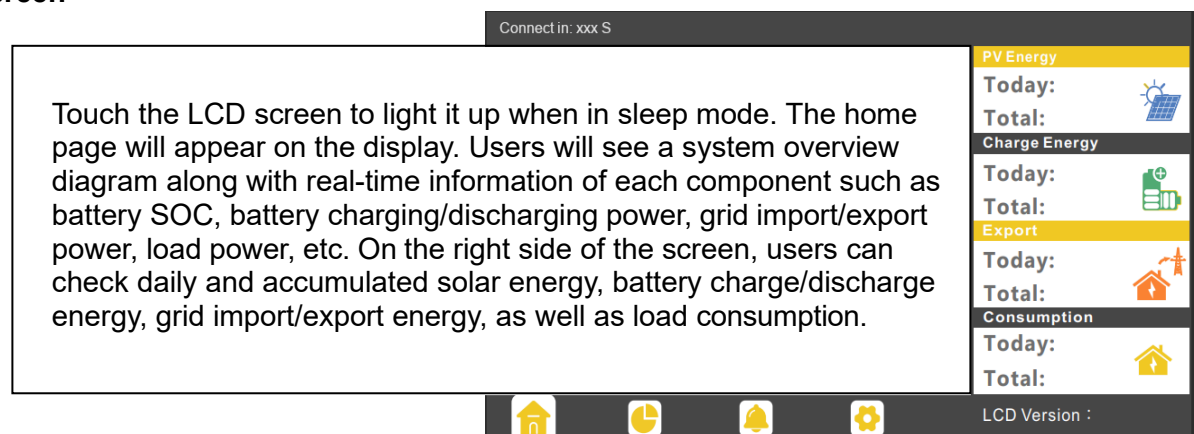 Connect in: xxx S
Touch the LCD screen to light it up when in sleep mode. The home
page will appear on the display. Users will see a system overview
diagram along with real-time information of each component such as
battery SOC, battery charging/discharging power, grid import/export
power, load power, etc. On the right side of the screen, users can
check daily and accumulated solar energy, battery charge/discharge
energy, grid import/export energy, as well as load consumption.
PV Energy
Today:
Total:
Charge Energy
Today:
Total:
Export
Today:
Total:
Consumption
Today:
Total:
LCD Version :